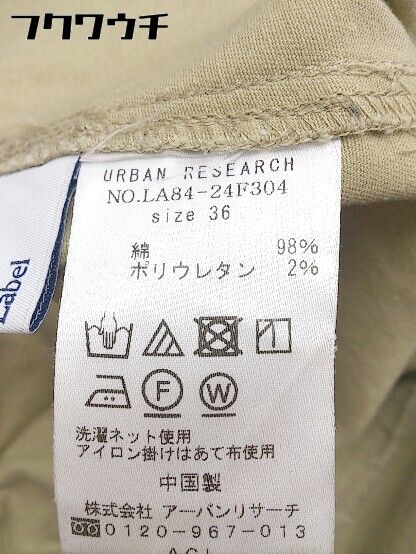 フクワウチ
URBAN RESEARCH
NO.LA84-24F304
size 36
綿 98%
ポリウレタン 2%
F W
洗濯ネット使用
アイロン掛けはあて布使用
中国製
株式会社 アーバンリサーチ
0120-967-013
Label